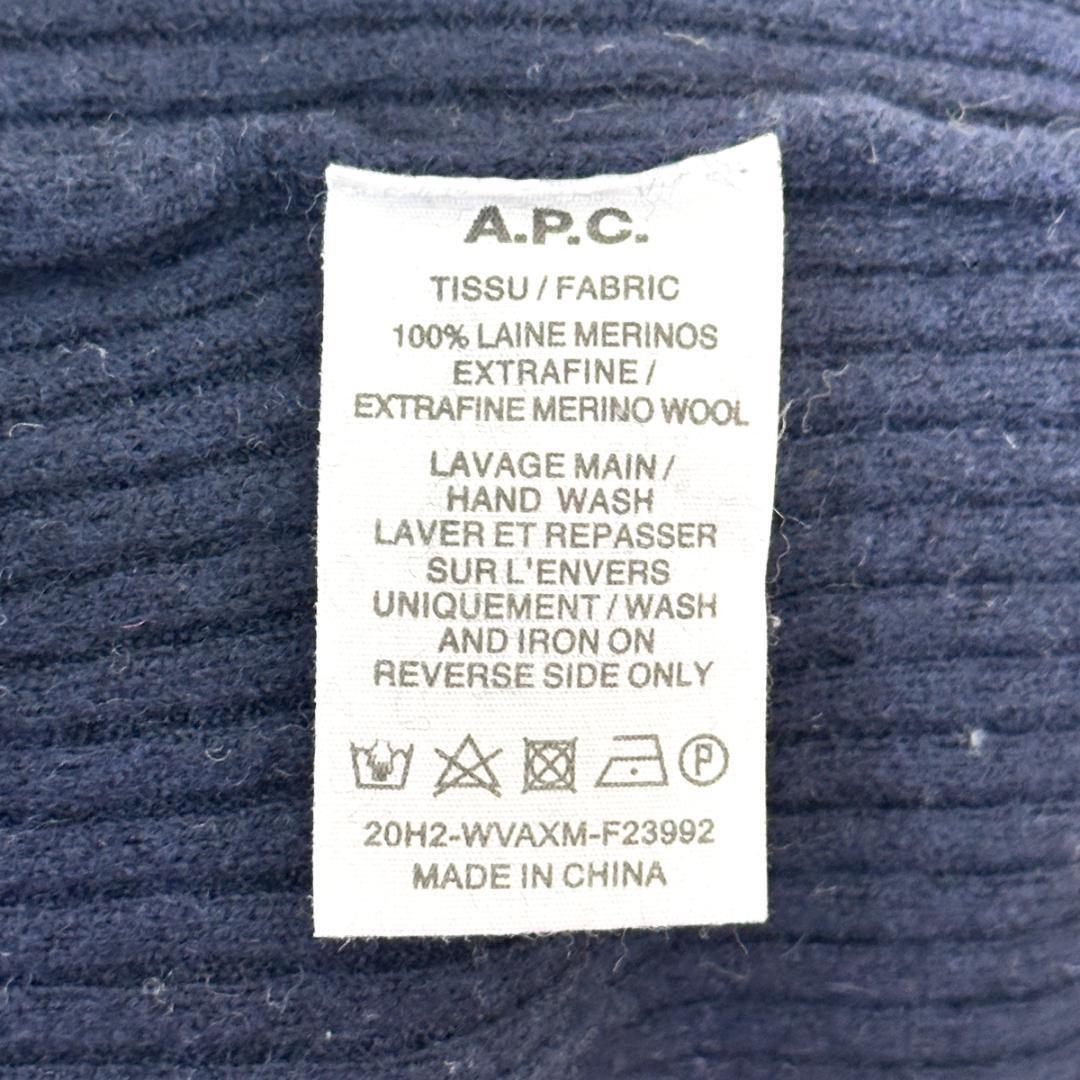 A.P.C.
TISSU / FABRIC
100% LAINE MERINOS
EXTRAFINE /
EXTRAFINE MERINO WOOL
LAVAGE MAIN /
HAND WASH
LAVER ET REPASSER
SUR L'ENVERS
UNIQUEMENT / WASH
AND IRON ON
REVERSE SIDE ONLY
P
20H2-WVAXM-F23992
MADE IN CHINA